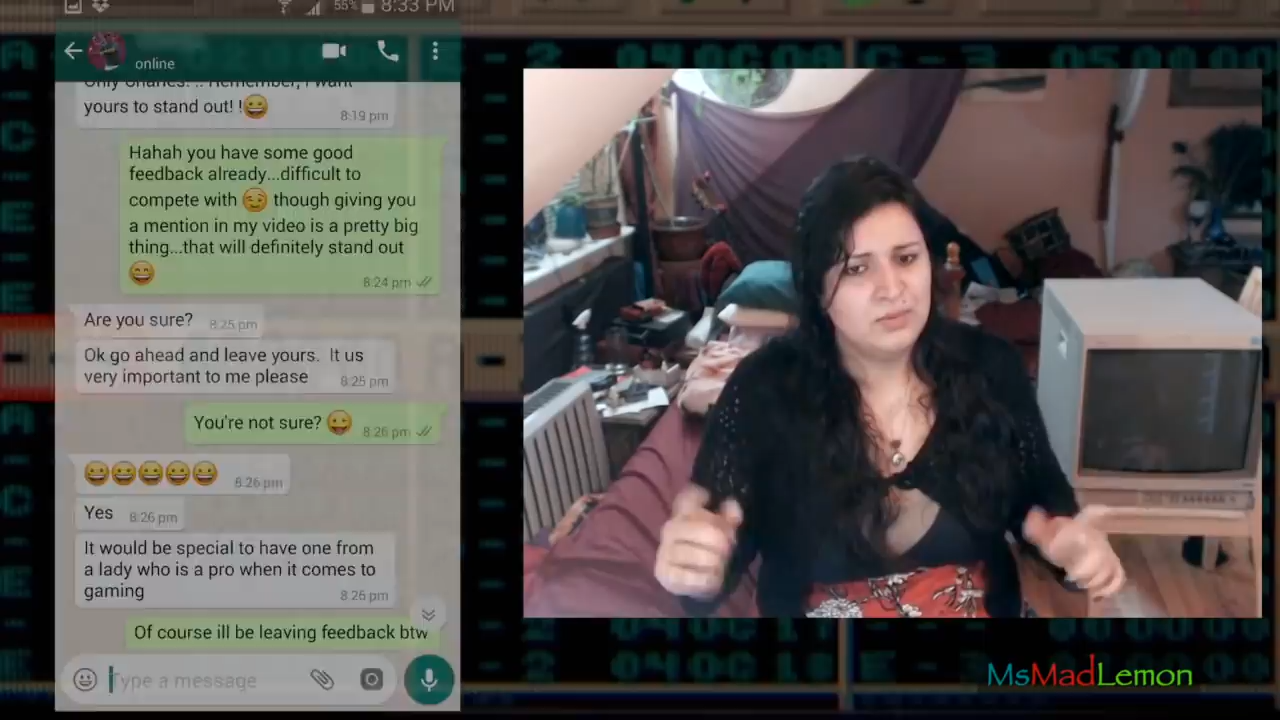 55% 8:33 PM
online
yours to stand out! !😀
8:19 pm
Hahah you have some good
feedback already...difficult to
compete with 😏 though giving you
a mention in my video is a pretty big
thing...that will definitely stand out
😄
8:24 pm
Are you sure? 8:25 pm
Ok go ahead and leave yours. It us
very important to me please 8:25 pm
You're not sure? 😛 8:26 pm
😀😀😀😀😀 8:26 pm
Yes 8:26 pm
It would be special to have one from
a lady who is a pro when it comes to
gaming 8:26 pm
Of course ill be leaving feedback btw
Type a message
MsMadLemon